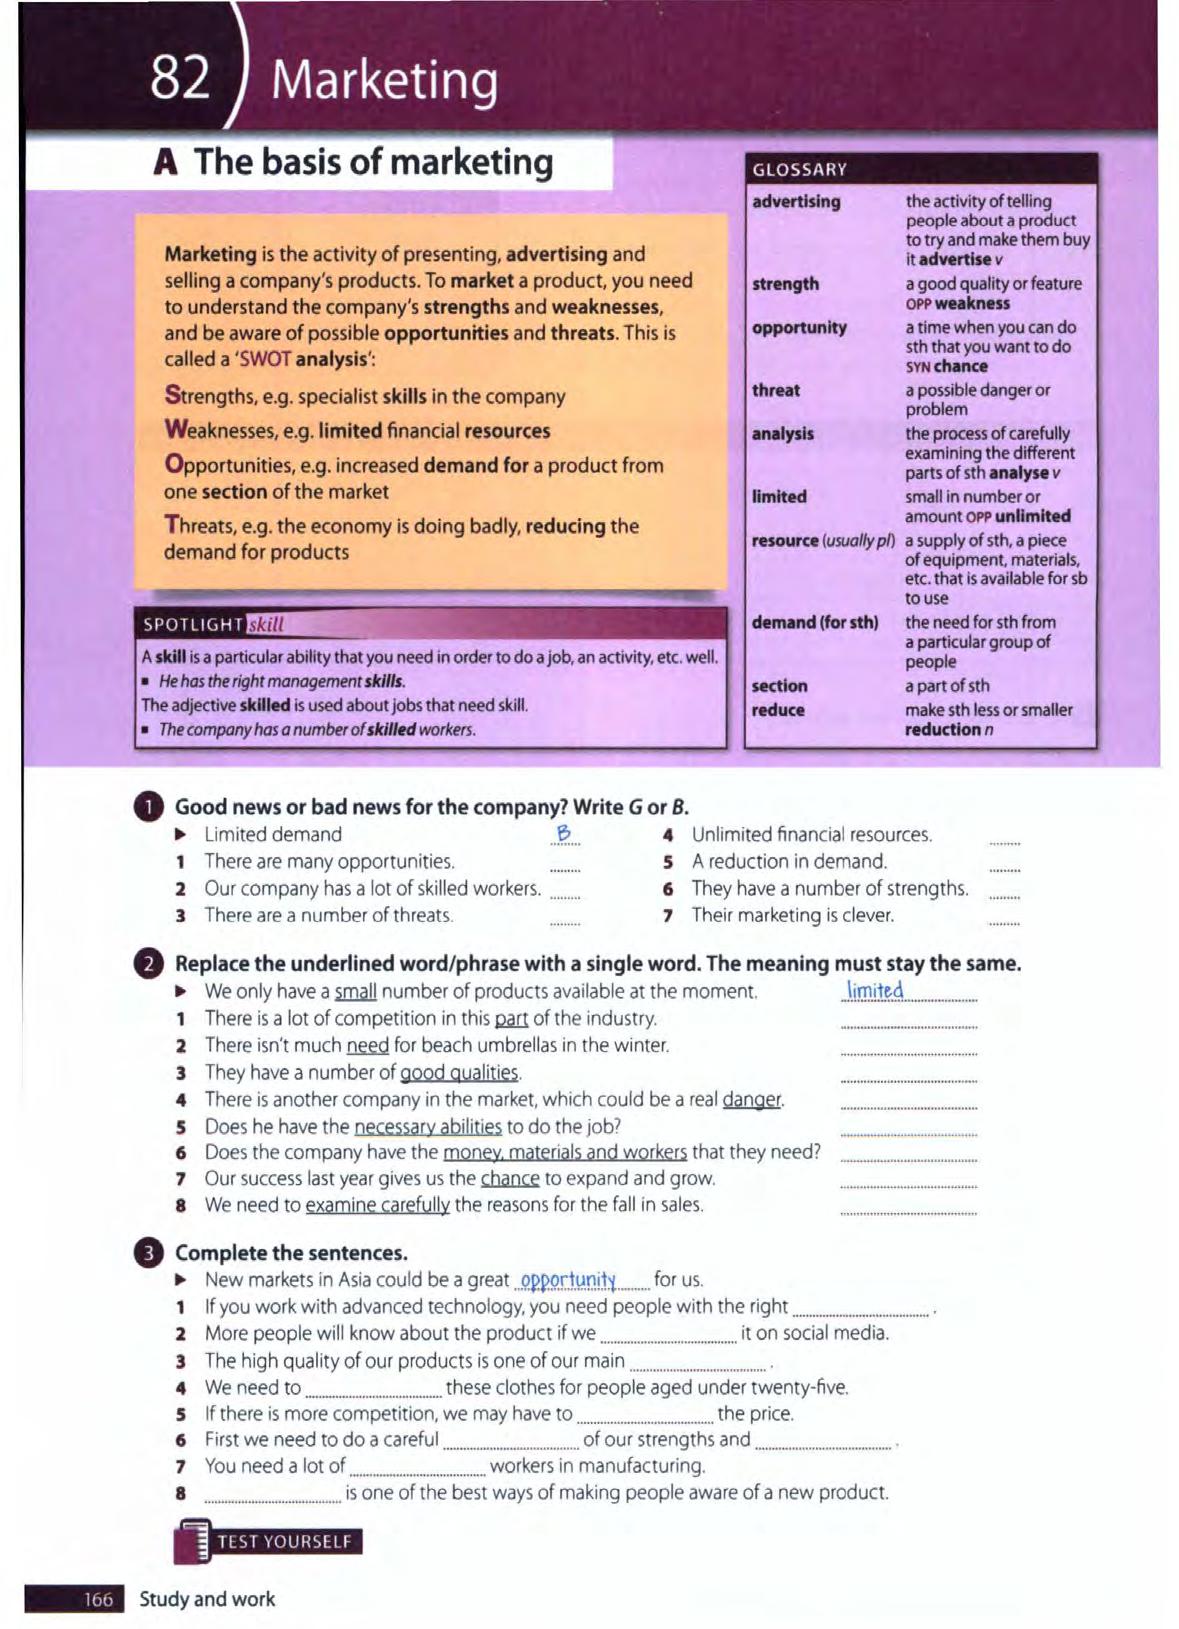 82 Marketing
A The basis of marketing
Marketing is the activity of presenting, advertising and
selling a company's products. To market a product, you need
to understand the company's strengths and weaknesses,
and be aware of possible opportunities and threats. This is
called a 'SWOT analysis':
Strengths, e.g. specialist skills in the company
Weaknesses, e.g. limited financial resources
Opportunities, e.g. increased demand for a product from
one section of the market
Threats, e.g. the economy is doing badly, reducing the
demand for products
SPOTLIGHT skill
A skill is a particular ability that you need in order to do a job, an activity, etc. well.
▪ He has the right management skills.
The adjective skilled is used about jobs that need skill.
▪ The company has a number of skilled workers.
GLOSSARY
advertising the activity of telling
people about a product
to try and make them buy
it advertise v
strength a good quality or feature
OPP weakness
opportunity a time when you can do
sth that you want to do
SYN chance
threat a possible danger or
problem
analysis the process of carefully
examining the different
parts of sth analyse v
limited small in number or
amount OPP unlimited
resource (usually pl) a supply of sth, a piece
of equipment, materials,
etc. that is available for sb
to use
demand (for sth) the need for sth from
a particular group of
people
section a part of sth
reduce make sth less or smaller
reduction n
1 Good news or bad news for the company? Write G or B.
▶ Limited demand B
1 There are many opportunities. ........
2 Our company has a lot of skilled workers. ........
3 There are a number of threats. ........
4 Unlimited financial resources. ........
5 A reduction in demand. ........
6 They have a number of strengths. ........
7 Their marketing is clever. ........
2 Replace the underlined word/phrase with a single word. The meaning must stay the same.
▶ We only have a small number of products available at the moment. limited
1 There is a lot of competition in this part of the industry. ........
2 There isn't much need for beach umbrellas in the winter. ........
3 They have a number of good qualities. ........
4 There is another company in the market, which could be a real danger. ........
5 Does he have the necessary abilities to do the job? ........
6 Does the company have the money, materials and workers that they need? ........
7 Our success last year gives us the chance to expand and grow. ........
8 We need to examine carefully the reasons for the fall in sales. ........
3 Complete the sentences.
▶ New markets in Asia could be a great opportunity for us.
1 If you work with advanced technology, you need people with the right ........ .
2 More people will know about the product if we ........ it on social media.
3 The high quality of our products is one of our main ........ .
4 We need to ........ these clothes for people aged under twenty-five.
5 If there is more competition, we may have to ........ the price.
6 First we need to do a careful ........ of our strengths and ........ .
7 You need a lot of ........ workers in manufacturing.
8 ........ is one of the best ways of making people aware of a new product.
TEST YOURSELF
166 Study and work